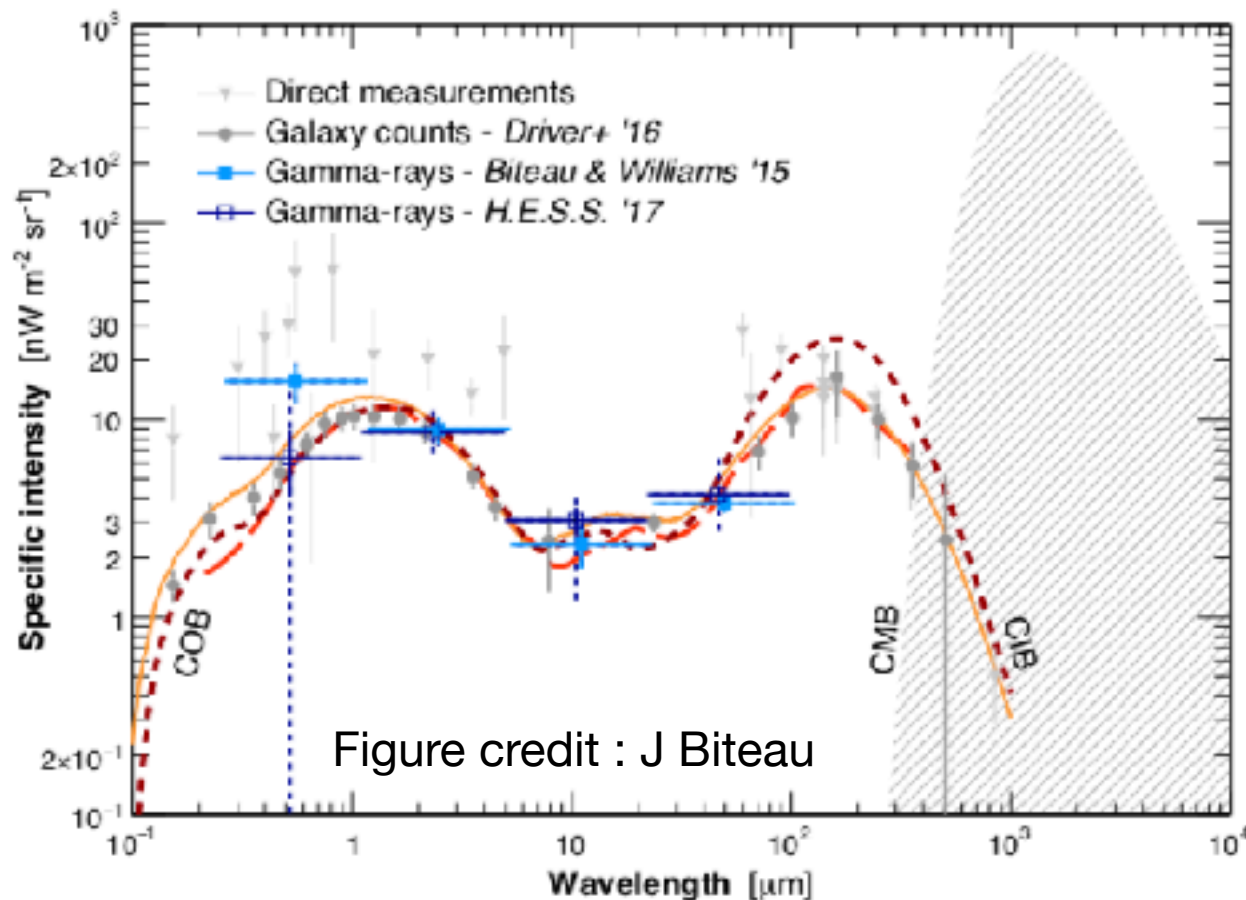 10³
2×10²
10²
30
20
10
3
2
1
2×10⁻¹
10⁻¹
Specific intensity [nW m⁻² sr⁻¹]
Direct measurements
Galaxy counts - Driver+ '16
Gamma-rays - Biteau & Williams '15
Gamma-rays - H.E.S.S. '17
COB
CMB
CIB
Figure credit : J Biteau
10⁻¹ 1 10 10² 10³ 10⁴
Wavelength [μm]